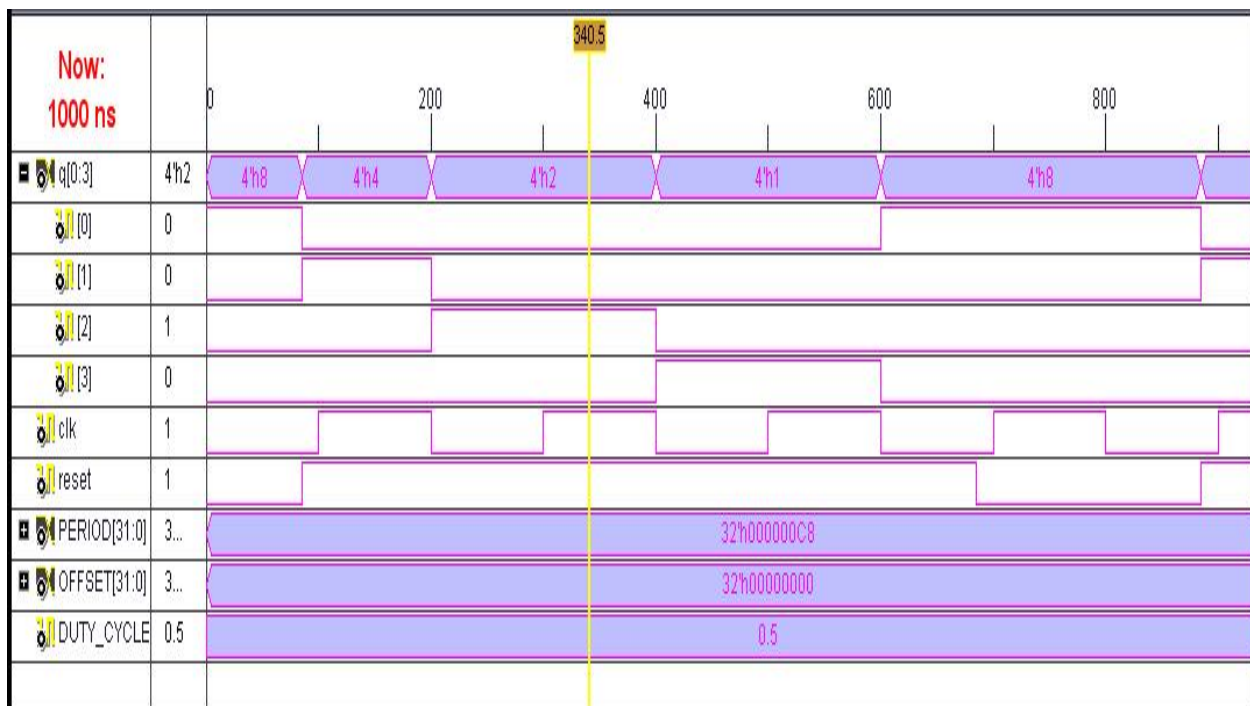 340.5
Now:
1000 ns
0 200 400 600 800
q[0:3] 4'h2 4'h8 4'h4 4'h2 4'h1 4'h8
[0] 0
[1] 0
[2] 1
[3] 0
clk 1
reset 1
PERIOD[31:0] 3... 32'h000000C8
OFFSET[31:0] 3... 32'h00000000
DUTY_CYCLE 0.5 0.5